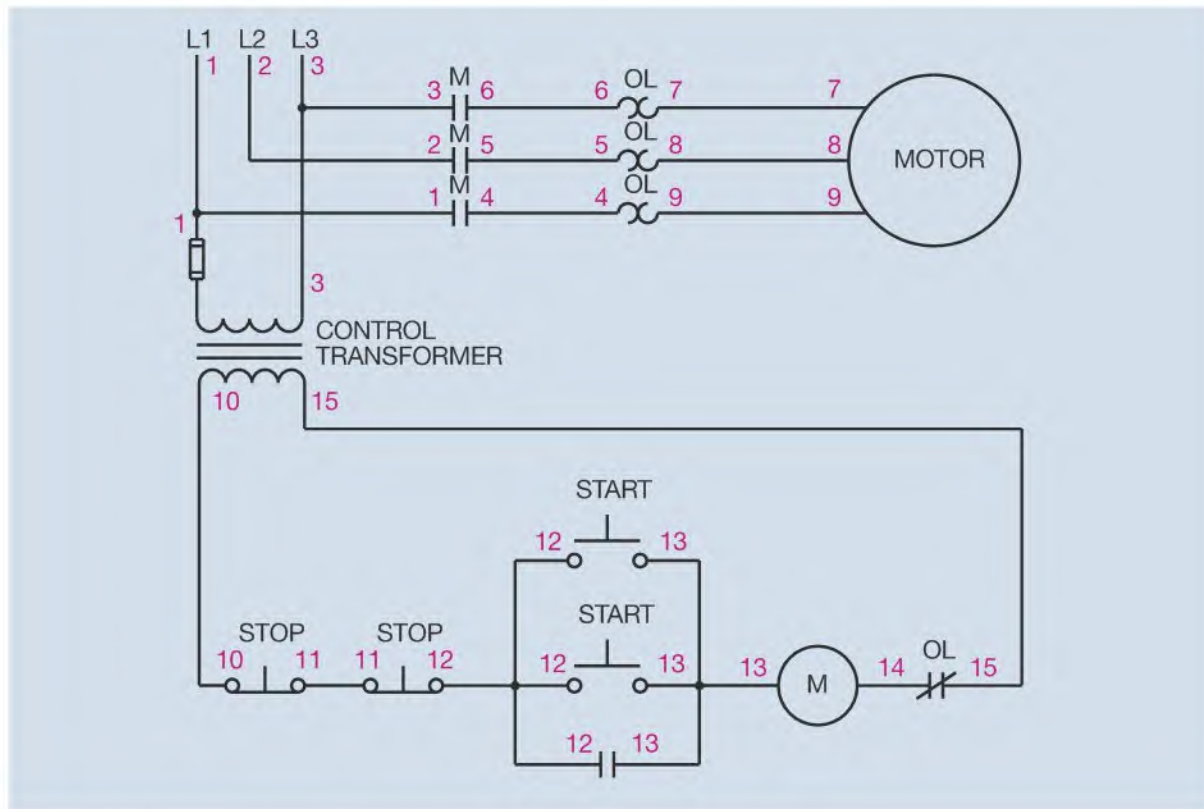 L1 L2 L3
1 2 3
M OL
3 6 6 7 7
M OL
2 5 5 8 8
MOTOR
M OL
1 4 4 9 9
1
3
CONTROL
TRANSFORMER
10 15
START
12 13
START
STOP STOP
10 11 11 12 12 13 13 14 OL 15
M
12 13